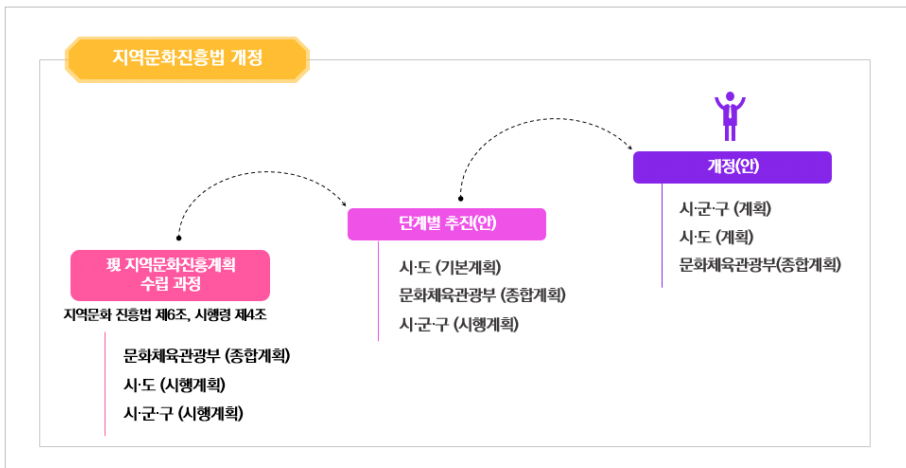 지역문화진흥법 개정
現 지역문화진흥계획
수립 과정
지역문화 진흥법 제6조, 시행령 제4조
문화체육관광부 (종합계획)
시·도 (시행계획)
시·군·구 (시행계획)
단계별 추진(안)
시·도 (기본계획)
문화체육관광부 (종합계획)
시·군·구 (시행계획)
개정(안)
시·군·구 (계획)
시·도 (계획)
문화체육관광부(종합계획)